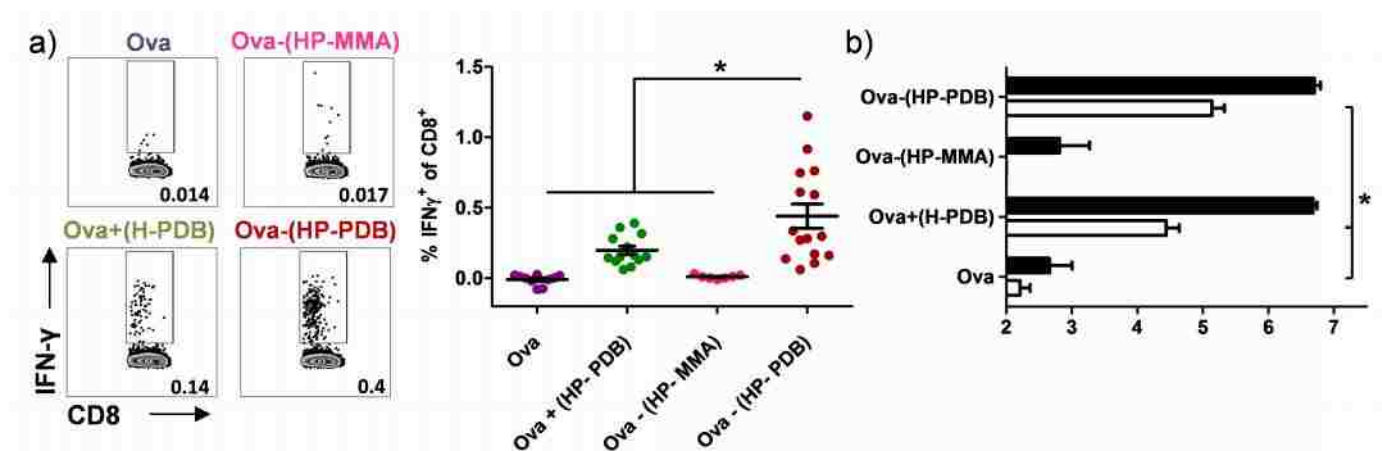 a)
Ova
Ova-(HP-MMA)
0.014
0.017
Ova+(H-PDB)
Ova-(HP-PDB)
0.14
0.4
IFN-γ
CD8
% IFNγ+ of CD8+
1.5
1.0
0.5
0.0
*
Ova
Ova + (HP- PDB)
Ova - (HP- MMA)
Ova - (HP- PDB)
b)
Ova-(HP-PDB)
Ova-(HP-MMA)
Ova+(H-PDB)
Ova
*
2 3 4 5 6 7